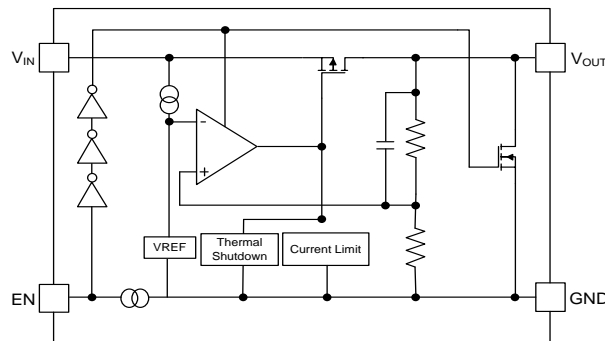 VIN
VOUT
-
+
VREF
Thermal
Shutdown
Current Limit
EN
GND